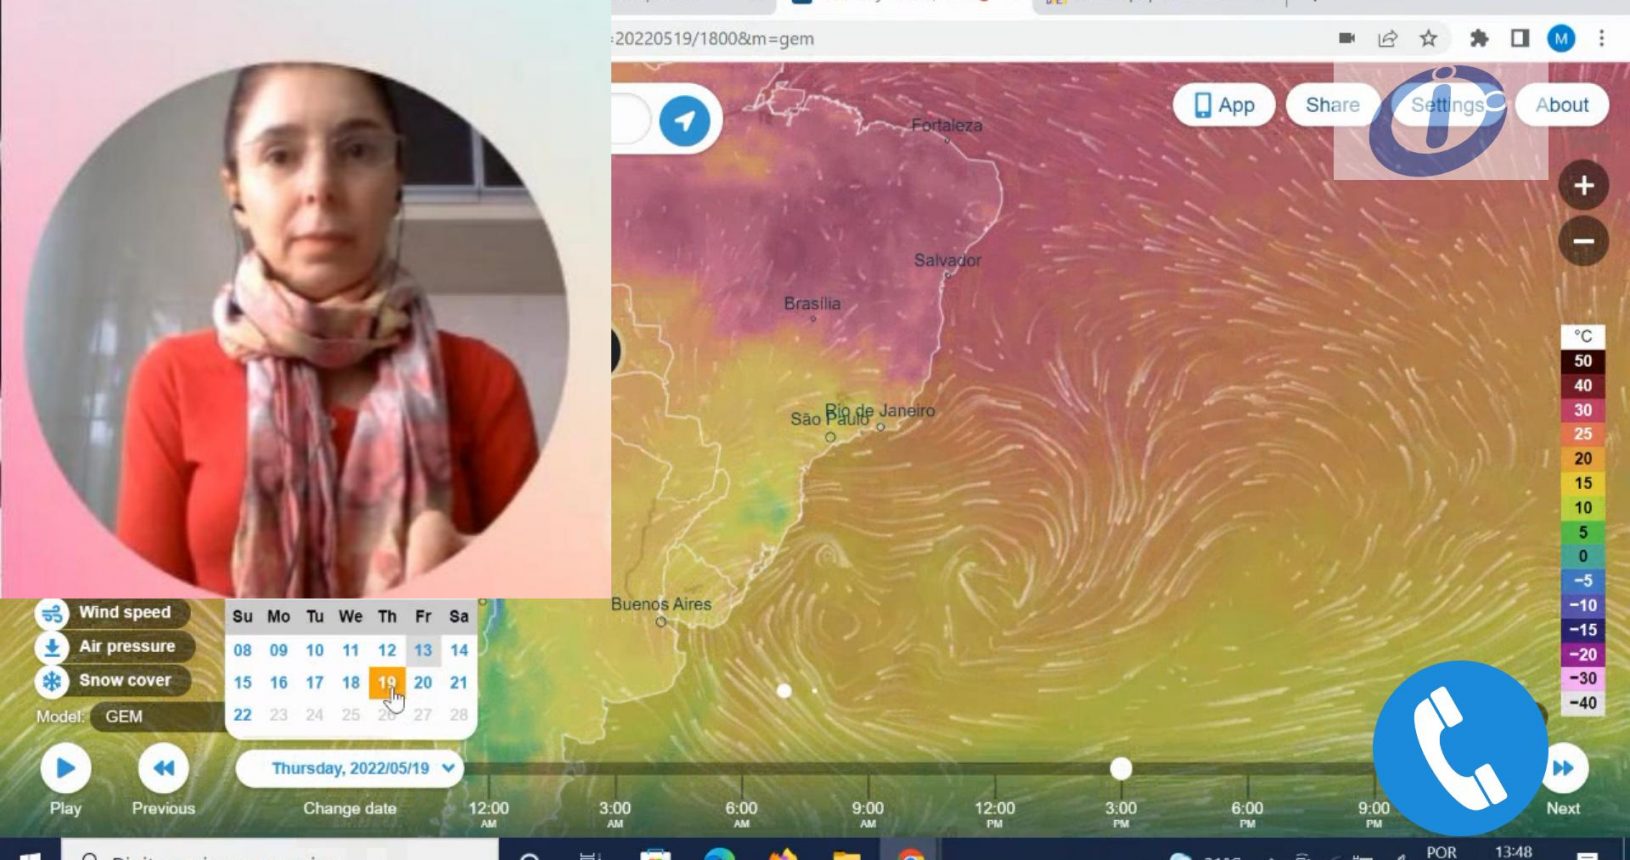 =20220519/1800&m=gem
M
App
Share
Settings
About
Fortaleza
Salvador
Brasília
Rio de Janeiro
São Paulo
Buenos Aires
°C
50
40
30
25
20
15
10
5
0
−5
−10
−15
−20
−30
−40
Wind speed
Air pressure
Snow cover
Model: GEM
Su Mo Tu We Th Fr Sa
08 09 10 11 12 13 14
15 16 17 18 19 20 21
22 23 24 25 26 27 28
Thursday, 2022/05/19
Play
Previous
Change date
12:00 AM
3:00 AM
6:00 AM
9:00 AM
12:00 PM
3:00 PM
6:00 PM
9:00 PM
Next
POR
13:48